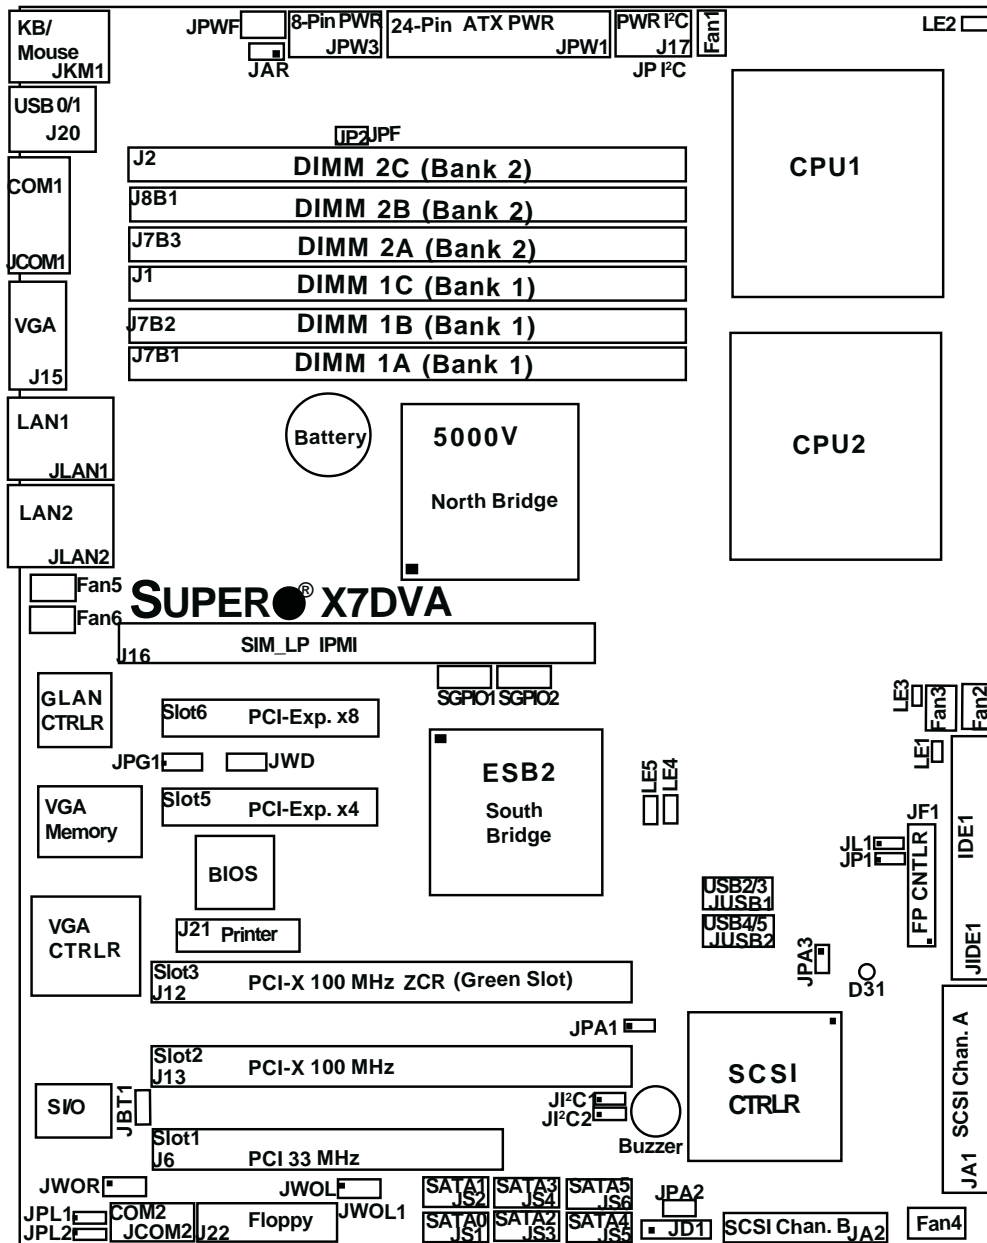 KB/
Mouse
JKM1
JPWF
JAR
8-Pin PWR
JPW3
24-Pin ATX PWR
JPW1
PWR I²C
J17
JP I²C
Fan1
LE2
USB 0/1
J20
COM1
JCOM1
VGA
J15
JP2
JPF
J2
DIMM 2C (Bank 2)
J8B1
DIMM 2B (Bank 2)
J7B3
DIMM 2A (Bank 2)
J1
DIMM 1C (Bank 1)
J7B2
DIMM 1B (Bank 1)
J7B1
DIMM 1A (Bank 1)
CPU1
CPU2
LAN1
JLAN1
LAN2
JLAN2
Battery
5000V
North Bridge
Fan5
Fan6
SUPER® X7DVA
J16
SIM_LP IPMI
SGPIO1
SGPIO2
GLAN
CTRLR
Slot6
PCI-Exp. x8
JPG1
JWD
Slot5
PCI-Exp. x4
ESB2
South
Bridge
LE5
LE4
LE3
Fan3
Fan2
LE1
VGA
Memory
BIOS
JF1
JL1
JP1
FP CNTLR
IDE1
JIDE1
USB2/3
JUSB1
USB4/5
JUSB2
JPA3
D31
VGA
CTRLR
J21 Printer
Slot3
J12
PCI-X 100 MHz ZCR (Green Slot)
JPA1
Slot2
J13
PCI-X 100 MHz
SCSI
CTRLR
SCSI Chan. A
JA1
S I/O
JBT1
JI²C1
JI²C2
Buzzer
Slot1
J6
PCI 33 MHz
JWOR
JWOL
JWOL1
JPL1
JPL2
COM2
JCOM2
J22
Floppy
SATA1
JS2
SATA3
JS4
SATA5
JS6
SATA0
JS1
SATA2
JS3
SATA4
JS5
JPA2
JD1
SCSI Chan. B
JA2
Fan4